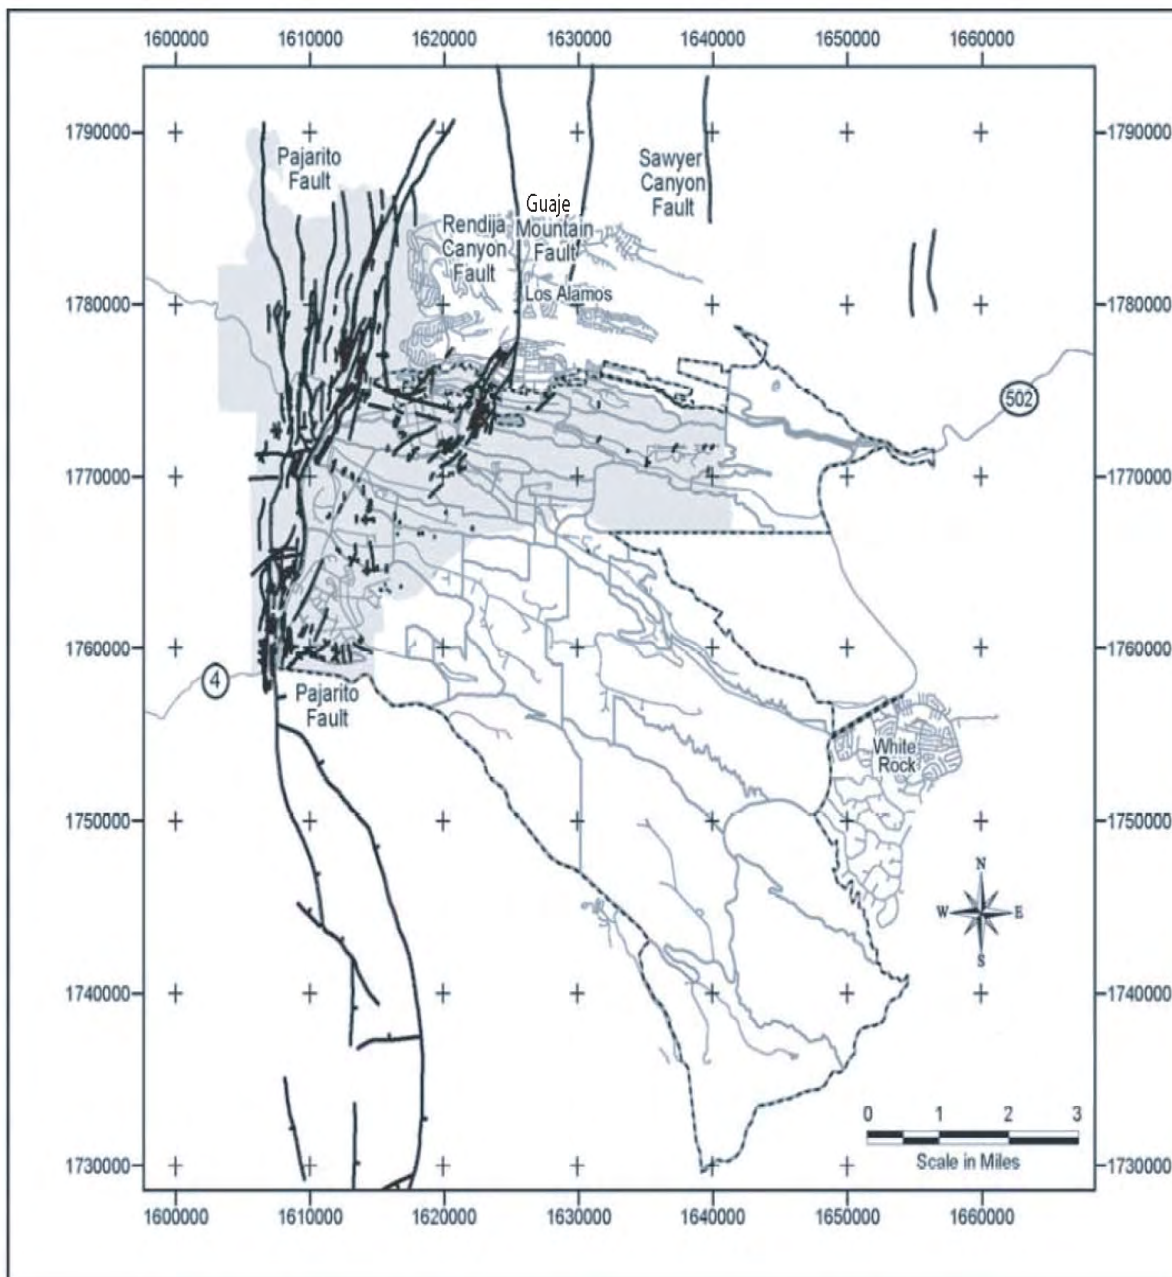 1600000 1610000 1620000 1630000 1640000 1650000 1660000
1790000 1790000
Pajarito
Fault
Sawyer
Canyon
Fault
Guaje
Mountain
Fault
Rendija
Canyon
Fault
Los Alamos
1780000 1780000
502
1770000 1770000
1760000 1760000
4
Pajarito
Fault
White
Rock
1750000 1750000
N
W E
S
1740000 1740000
0 1 2 3
Scale in Miles
1730000 1730000
1600000 1610000 1620000 1630000 1640000 1650000 1660000